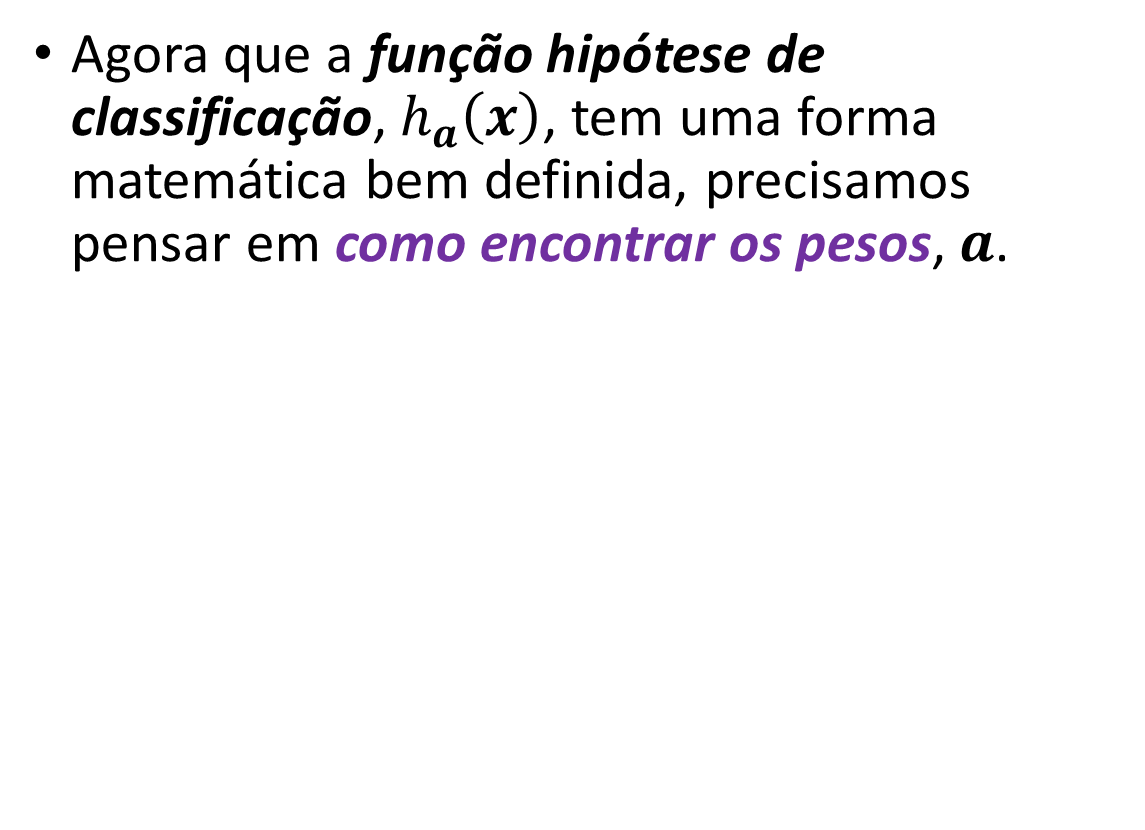 • Agora que a função hipótese de
classificação, ℎ𝒂(𝒙), tem uma forma
matemática bem definida, precisamos
pensar em como encontrar os pesos, 𝒂.